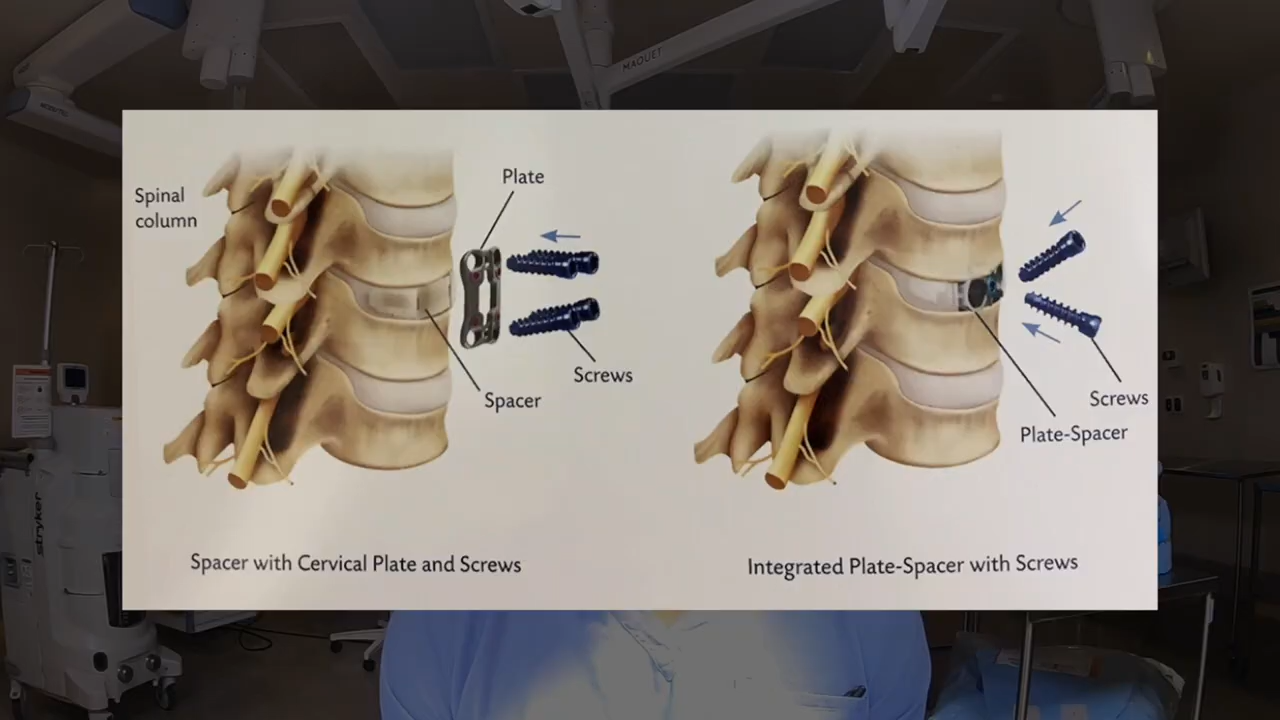 MAQUET
Spinal
column
Plate
Screws
Spacer
Spacer with Cervical Plate and Screws
Screws
Plate-Spacer
Integrated Plate-Spacer with Screws
stryker